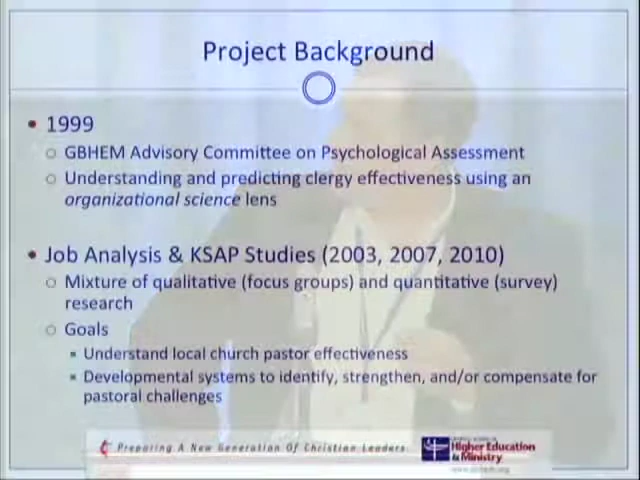 Project Background
• 1999
○ GBHEM Advisory Committee on Psychological Assessment
○ Understanding and predicting clergy effectiveness using an
organizational science lens
• Job Analysis & KSAP Studies (2003, 2007, 2010)
○ Mixture of qualitative (focus groups) and quantitative (survey)
research
○ Goals
▪ Understand local church pastor effectiveness
▪ Developmental systems to identify, strengthen, and/or compensate for
pastoral challenges
Preparing A New Generation Of Christian Leaders
Higher Education
& Ministry